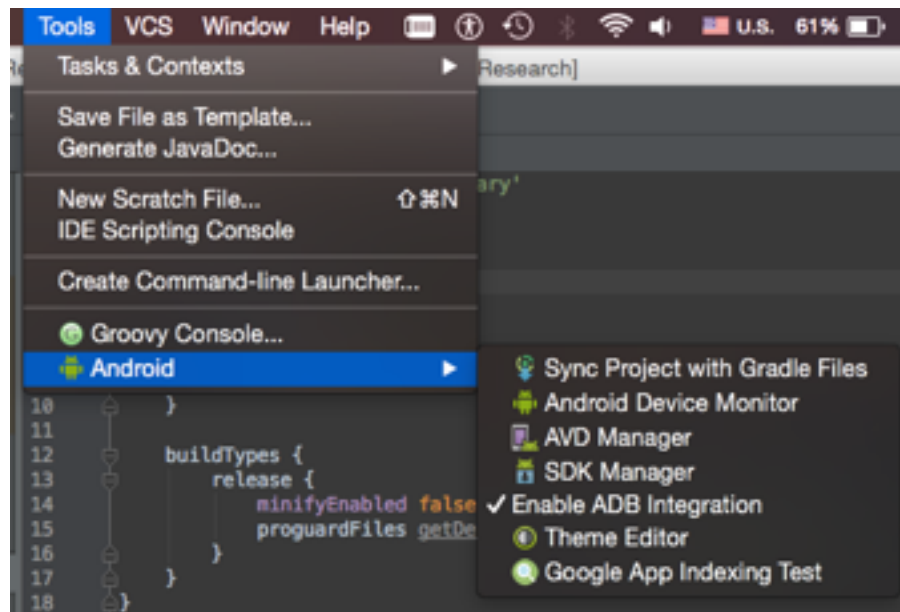 Tools VCS Window Help U.S. 61%
Tasks & Contexts
Research]
Save File as Template...
Generate JavaDoc...
ary'
New Scratch File... ⇧⌘N
IDE Scripting Console
Create Command-line Launcher...
Groovy Console...
Android
Sync Project with Gradle Files
Android Device Monitor
AVD Manager
SDK Manager
✓ Enable ADB Integration
Theme Editor
Google App Indexing Test
10 }
11
12 buildTypes {
13 release {
14 minifyEnabled false
15 proguardFiles getDe
16 }
17 }
18 }